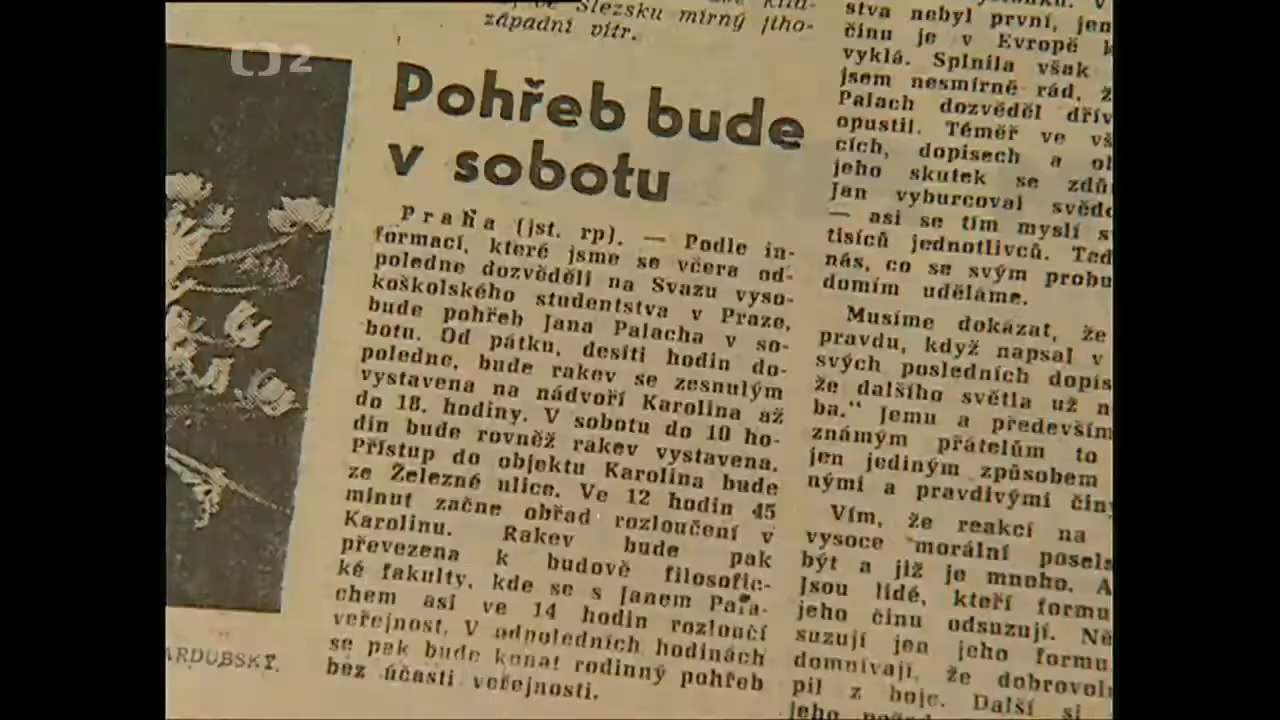 ČT 2
Slezsku mírný jiho-
západní vítr.
Pohřeb bude
v sobotu
Praha (jst. rp). — Podle in-
formací, které jsme se včera od-
poledne dozvěděli na Svazu vyso-
koškolského studentstva v Praze,
bude pohřeb Jana Palacha v so-
botu. Od pátku, desíti hodin do-
poledne, bude rakev se zesnulým
vystavena na nádvoří Karolina až
do 18. hodiny. V sobotu do 10 ho-
din bude rovněž rakev vystavena.
Přístup do objektu Karolina bude
ze Železné ulice. Ve 12 hodin 45
minut začne obřad rozloučení v
Karolinu. Rakev bude pak
převezena k budově filosofic-
ké fakulty, kde se s Janem Pala-
chem asi ve 14 hodin rozloučí
veřejnost. V odpoledních hodinách
se pak bude konat rodinný pohřeb
bez účasti veřejnosti.
ARDUBSKÝ.
stva nebyl první, jen
činu je v Evropě
vyklá. Splnila však
jsem nesmírně rád, ž
Palach dozvěděl dřív
opustil. Téměř ve vš
cích, dopisech a oh
jeho skutek se zdů
Jan vyburcoval svědo
— asi se tím myslí s
tisíců jednotlivců. Teď
nás, co se svým probu
domím uděláme.
Musíme dokázat, že
pravdu, když napsal v
svých posledních dopis
že dalšího světla už n
ba." Jemu a především
známým přátelům to
jen jediným způsobem
nými a pravdivými čin
Vím, že reakcí na
vysoce morální posels
být a již je mnoho. A
Jsou lidé, kteří formu
jeho činu odsuzují. Ně
suzují jen jeho formu
domnívají, že dobrovol
pil z boje. Další si
jeho